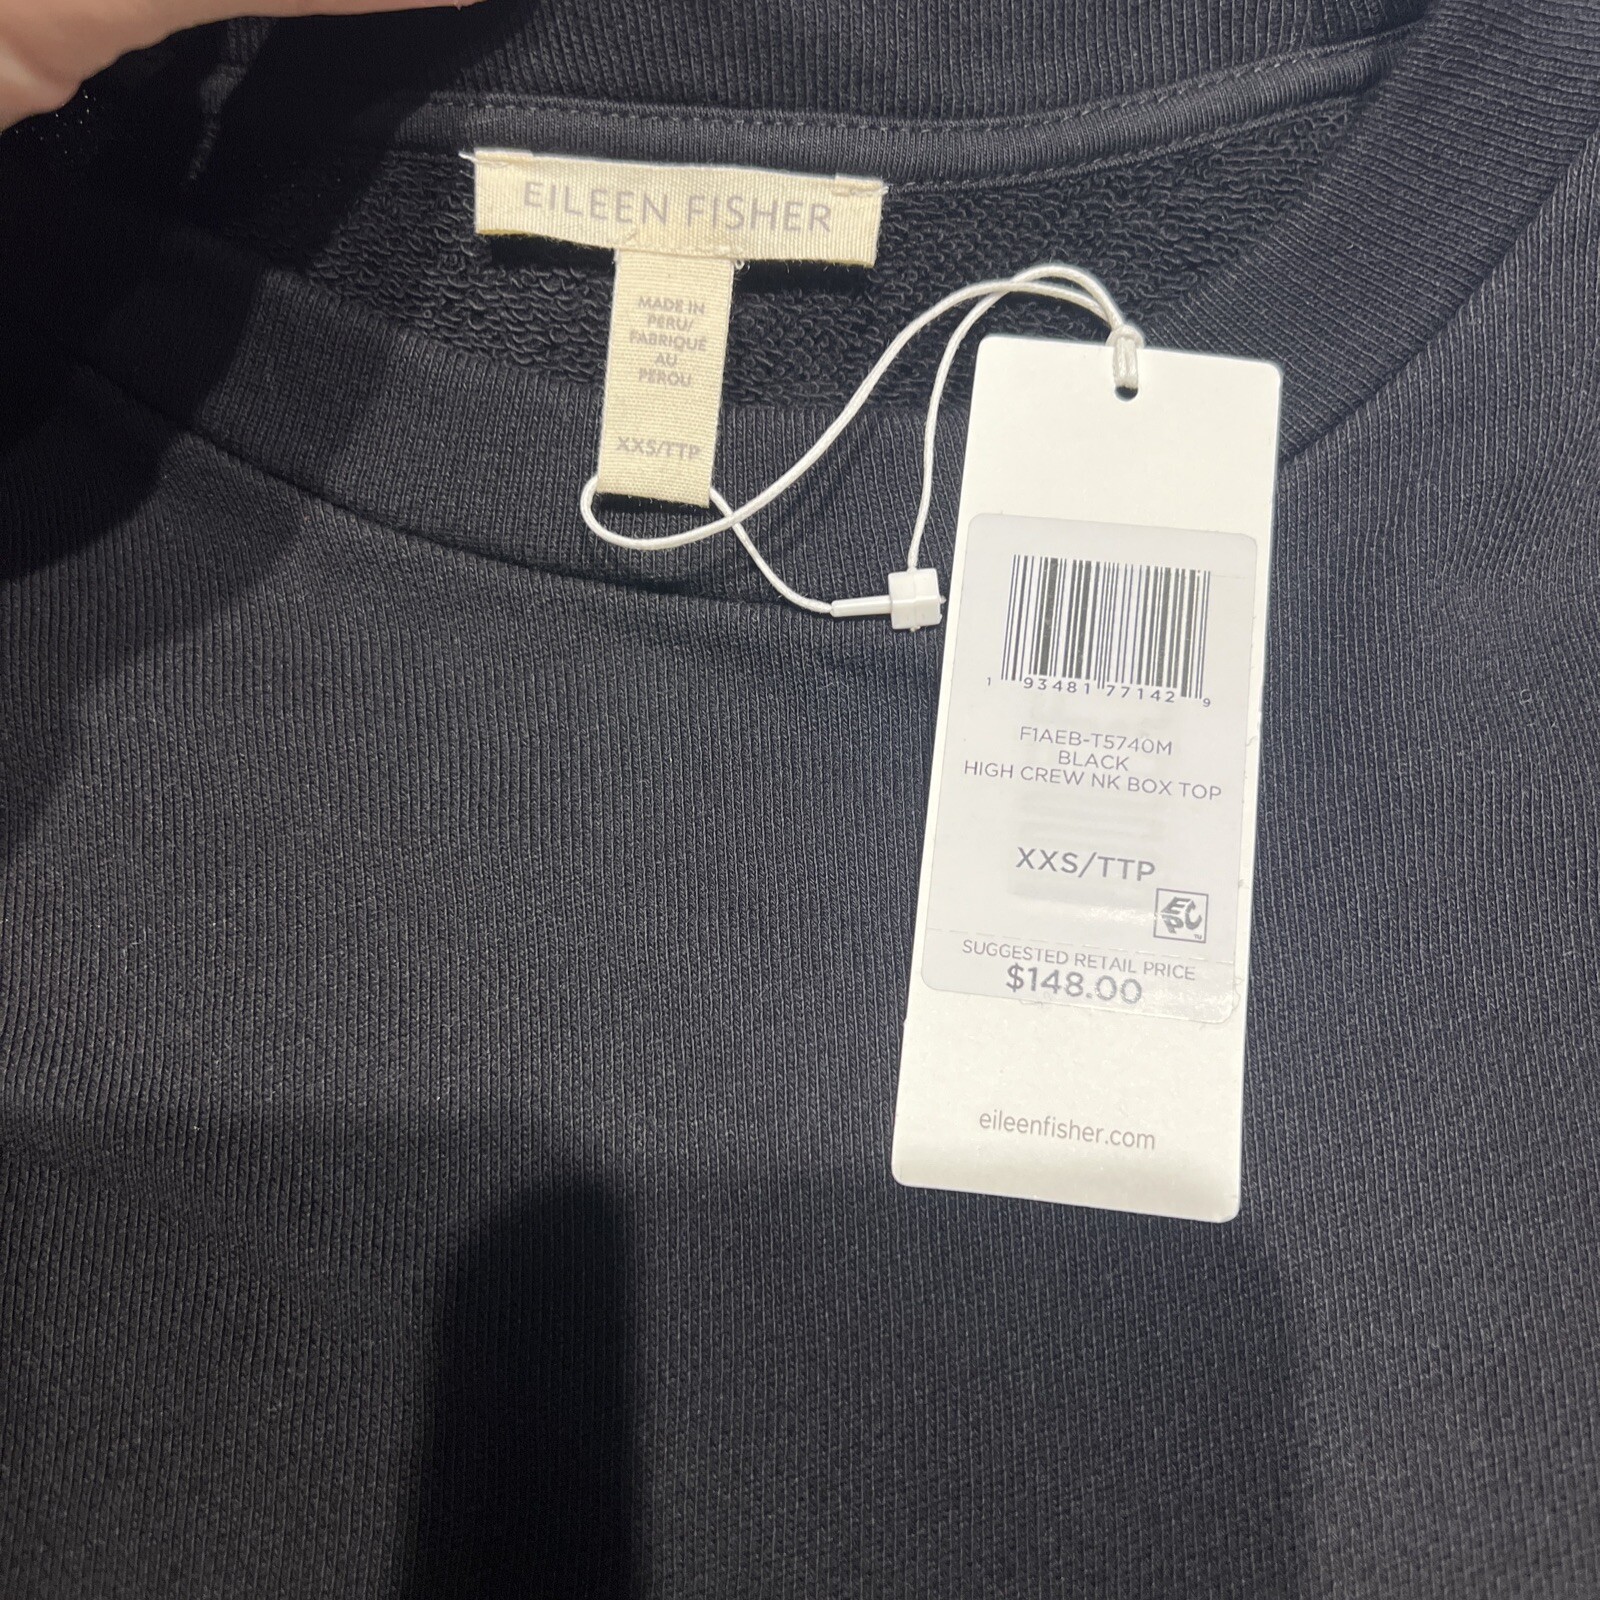 EILEEN FISHER
MADE IN
PERU/
FABRIQUÉ
AU
PEROU
XXS/TTP
1 93481 77142 9
F1AEB-T5740M
BLACK
HIGH CREW NK BOX TOP
XXS/TTP
SUGGESTED RETAIL PRICE
$148.00
eileenfisher.com